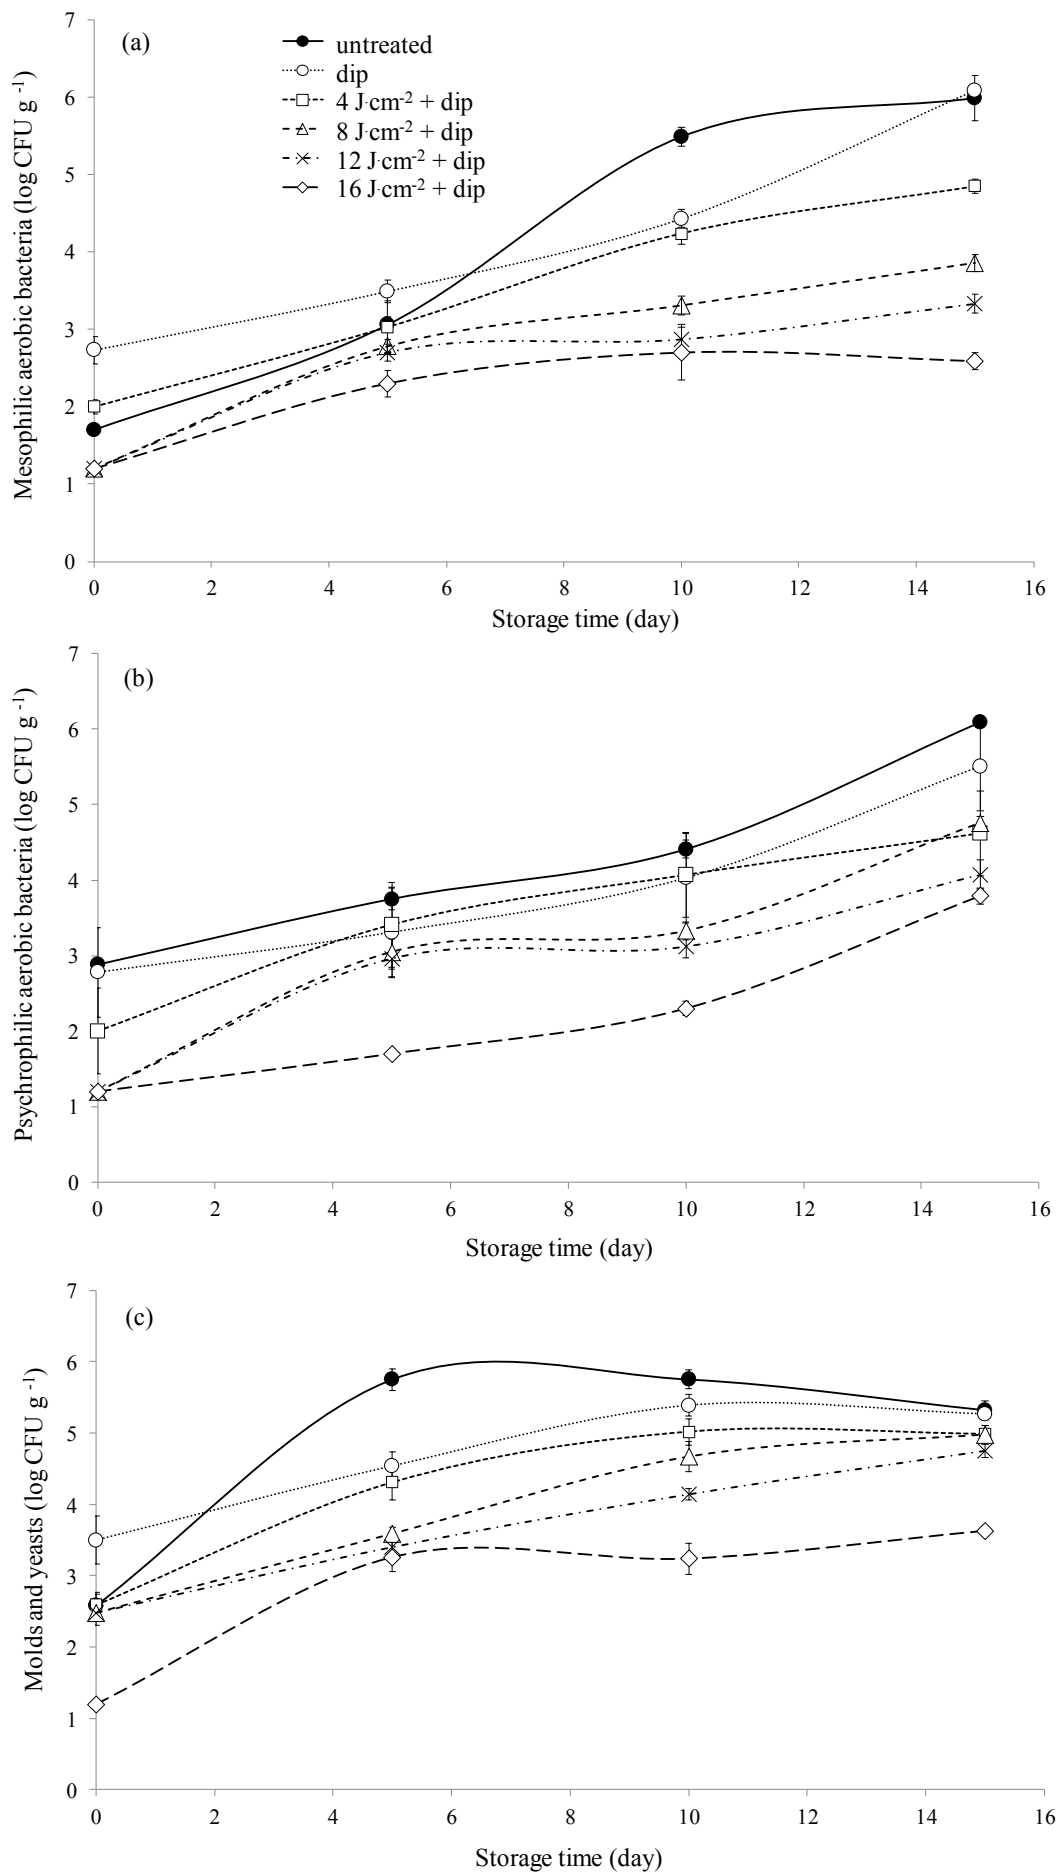 (a)
untreated
dip
4 J·cm-2 + dip
8 J·cm-2 + dip
12 J·cm-2 + dip
16 J·cm-2 + dip
Mesophilic aerobic bacteria (log CFU g -1)
7
6
5
4
3
2
1
0
0 2 4 6 8 10 12 14 16
Storage time (day)
(b)
Psychrophilic aerobic bacteria (log CFU g -1)
7
6
5
4
3
2
1
0
0 2 4 6 8 10 12 14 16
Storage time (day)
(c)
Molds and yeasts (log CFU g -1)
7
6
5
4
3
2
1
0
0 2 4 6 8 10 12 14 16
Storage time (day)